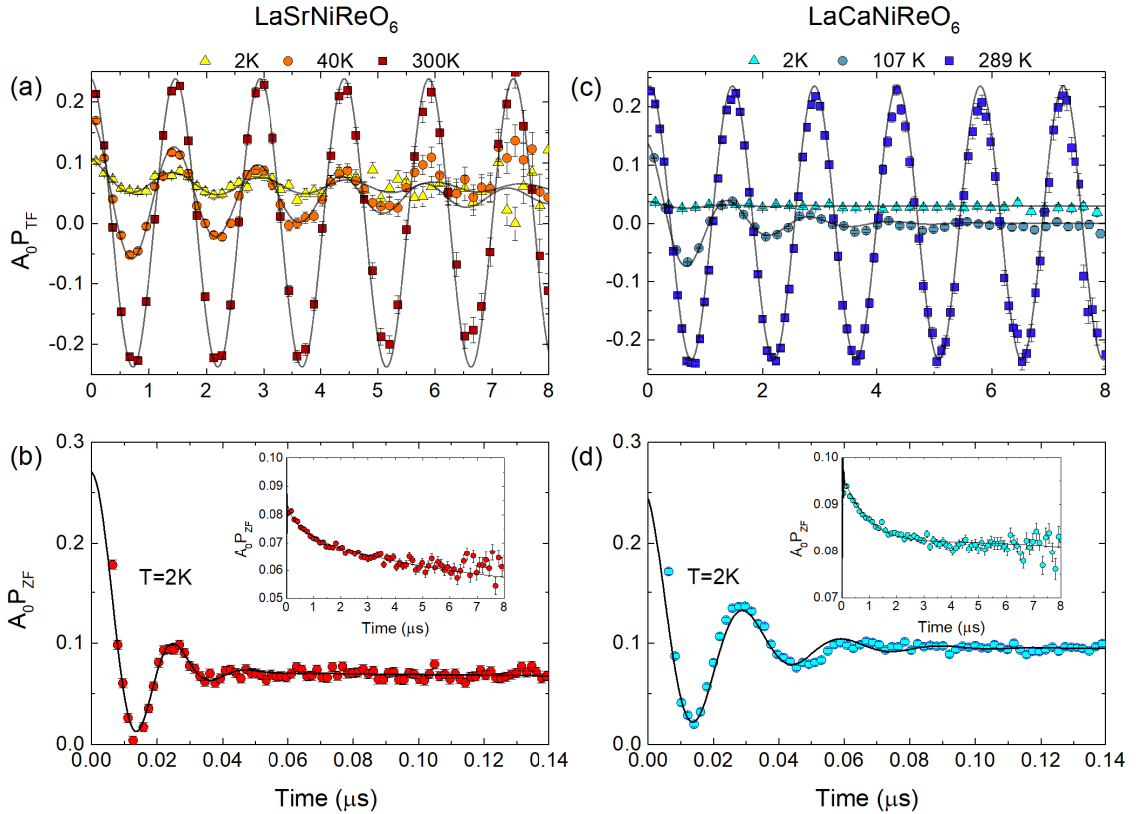 LaSrNiReO6
LaCaNiReO6
2K 40K 300K
2K 107 K 289 K
(a)
A0PTF
0.2
0.1
0.0
-0.1
-0.2
0 1 2 3 4 5 6 7 8
(c)
0.2
0.1
0.0
-0.1
-0.2
0 2 4 6 8
(b)
A0PZF
0.3
0.2
0.1
0.0
0.00 0.02 0.04 0.06 0.08 0.10 0.12 0.14
Time (μs)
T=2K
A0PZF
0.10
0.09
0.08
0.07
0.06
0.05
0 1 2 3 4 5 6 7 8
Time (μs)
(d)
0.3
0.2
0.1
0.0
0.00 0.02 0.04 0.06 0.08 0.10 0.12 0.14
Time (μs)
T=2K
A0PZF
0.10
0.09
0.08
0.07
0 1 2 3 4 5 6 7 8
Time (μs)